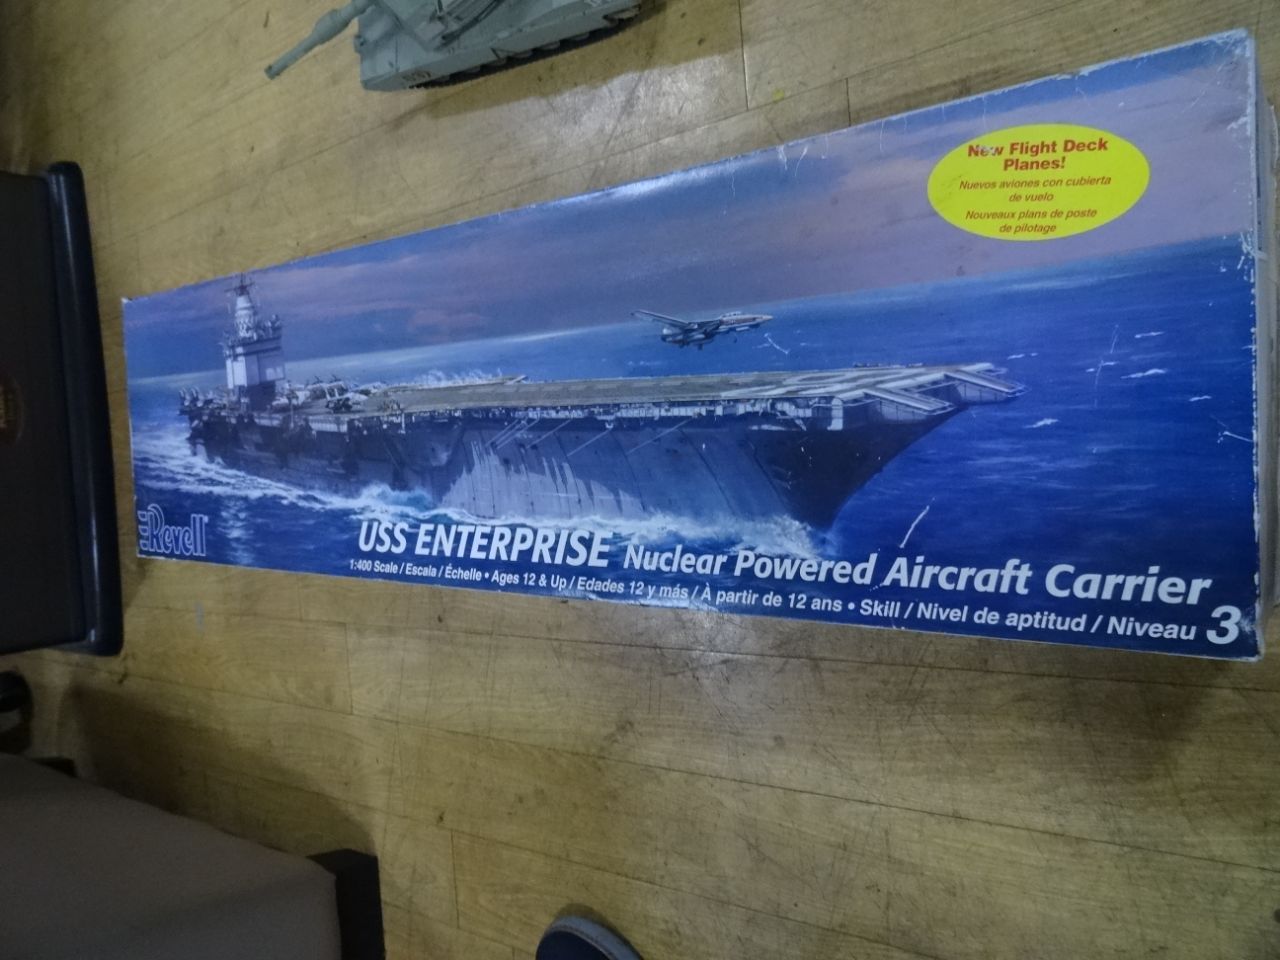 New Flight Deck
Planes!
Nuevos aviones con cubierta
de vuelo
Nouveaux plans de poste
de pilotage
Revell
USS ENTERPRISE Nuclear Powered Aircraft Carrier
1:400 Scale / Escala / Échelle • Ages 12 & Up / Edades 12 y más / À partir de 12 ans • Skill / Nivel de aptitud / Niveau 3